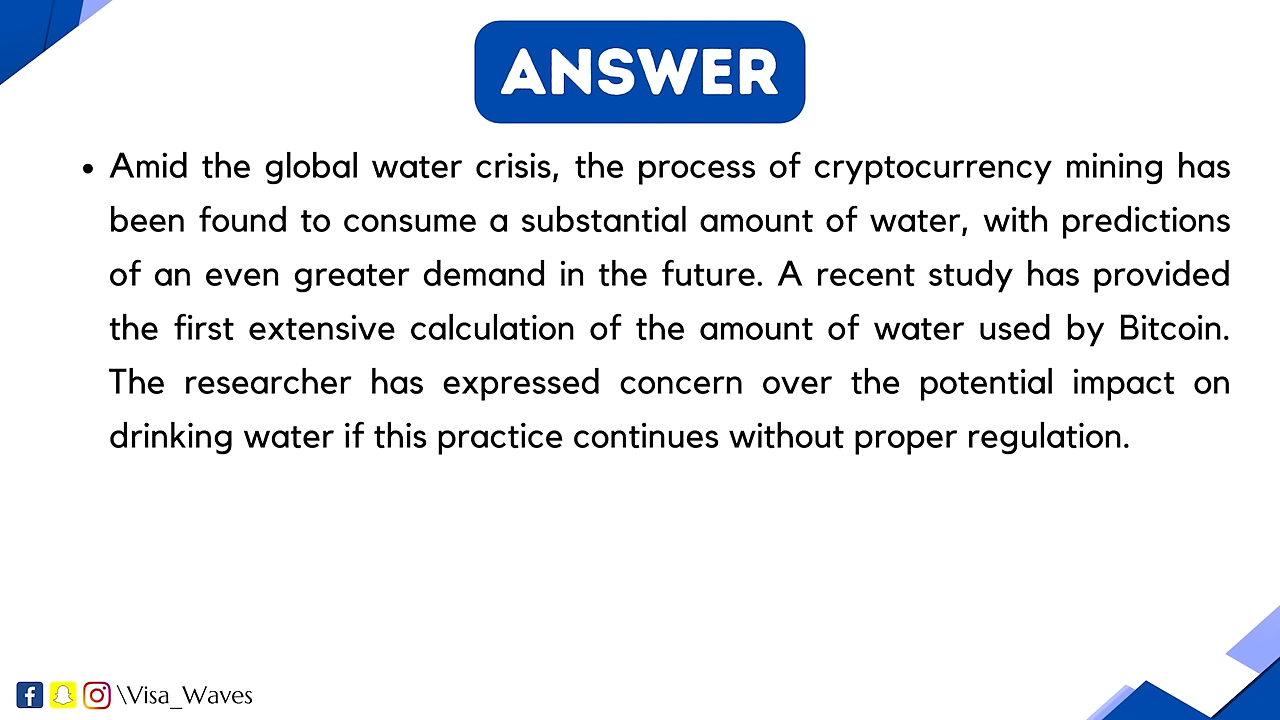 ANSWER
• Amid the global water crisis, the process of cryptocurrency mining has
been found to consume a substantial amount of water, with predictions
of an even greater demand in the future. A recent study has provided
the first extensive calculation of the amount of water used by Bitcoin.
The researcher has expressed concern over the potential impact on
drinking water if this practice continues without proper regulation.
\Visa_Waves